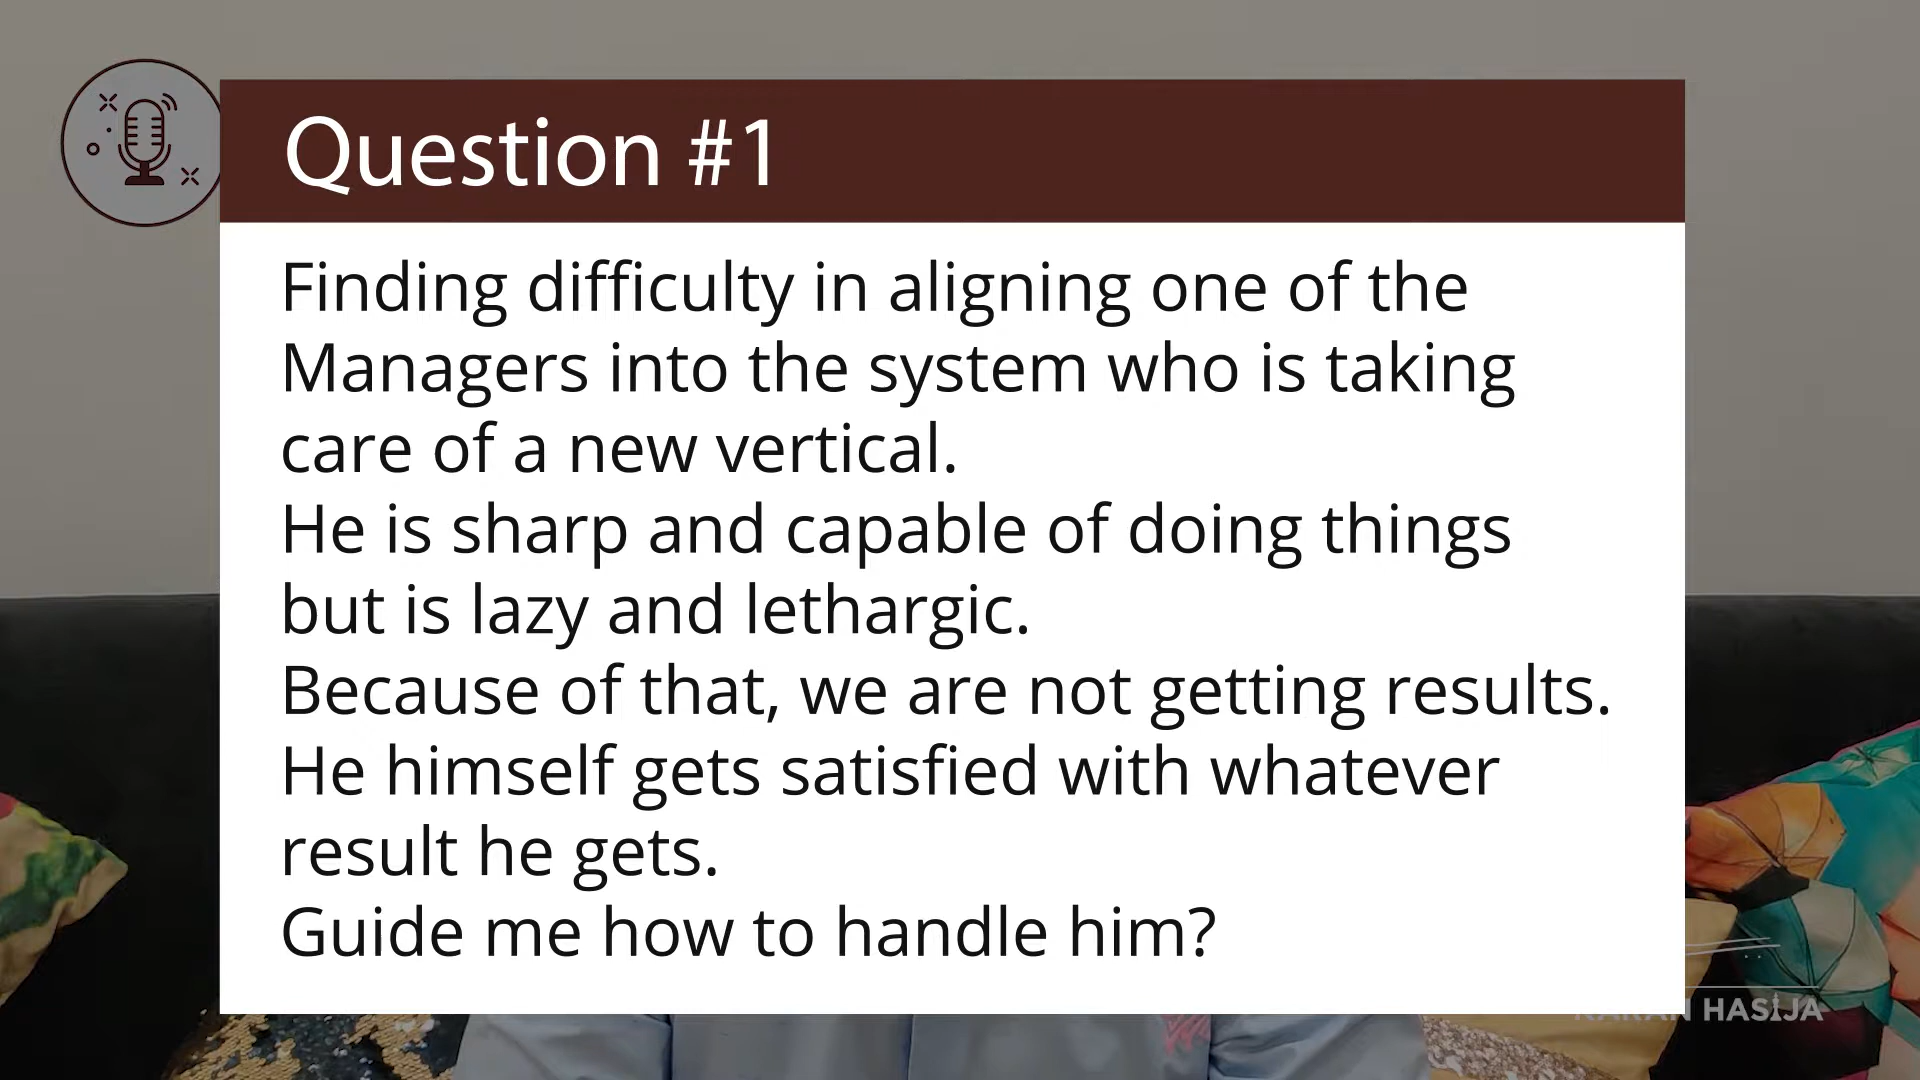 Question #1
Finding difficulty in aligning one of the
Managers into the system who is taking
care of a new vertical.
He is sharp and capable of doing things
but is lazy and lethargic.
Because of that, we are not getting results.
He himself gets satisfied with whatever
result he gets.
Guide me how to handle him?
KARAN HASIJA